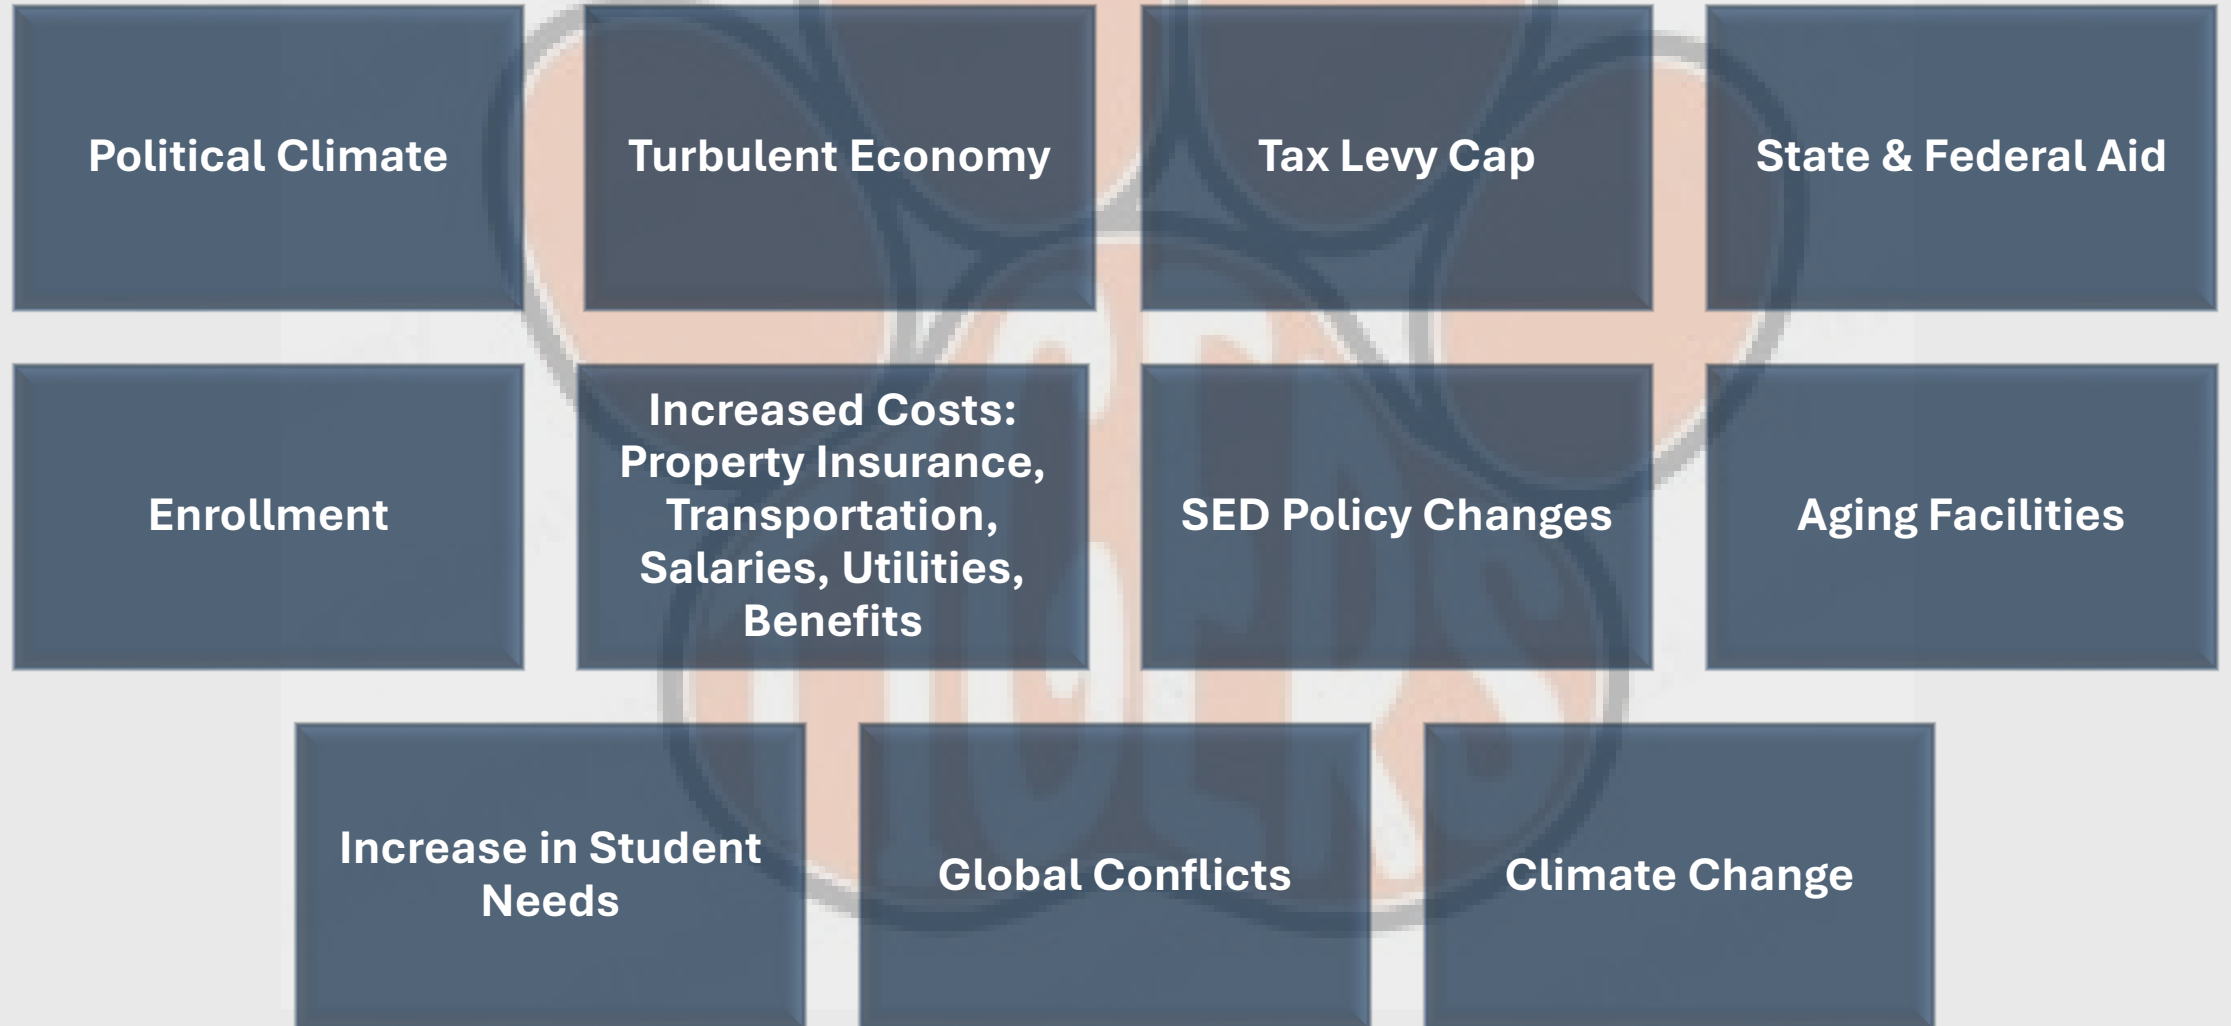 Political Climate
Turbulent Economy
Tax Levy Cap
State & Federal Aid
Enrollment
Increased Costs:
Property Insurance,
Transportation,
Salaries, Utilities,
Benefits
SED Policy Changes
Aging Facilities
Increase in Student
Needs
Global Conflicts
Climate Change